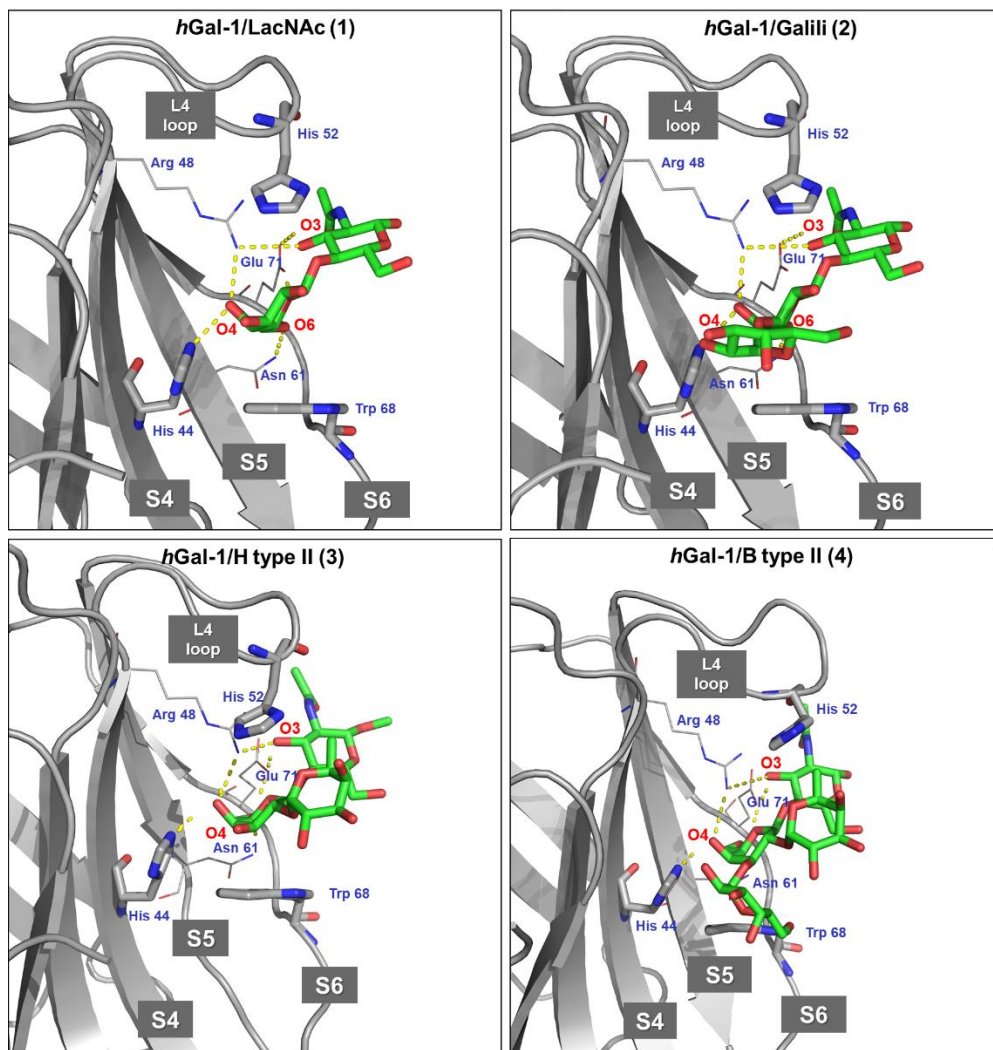 hGal-1/LacNAc (1)
L4
loop
His 52
Arg 48
O3
Glu 71
O4
O6
Asn 61
Trp 68
His 44
S5
S4
S6
hGal-1/Galili (2)
L4
loop
His 52
Arg 48
O3
Glu 71
O4
O6
Asn 61
Trp 68
His 44
S5
S4
S6
hGal-1/H type II (3)
L4
loop
Arg 48
His 52
O3
Glu 71
O4
Asn 61
Trp 68
His 44
S5
S6
S4
hGal-1/B type II (4)
L4
loop
His 52
Arg 48
O3
Glu 71
O4
Asn 61
His 44
Trp 68
S5
S4
S6